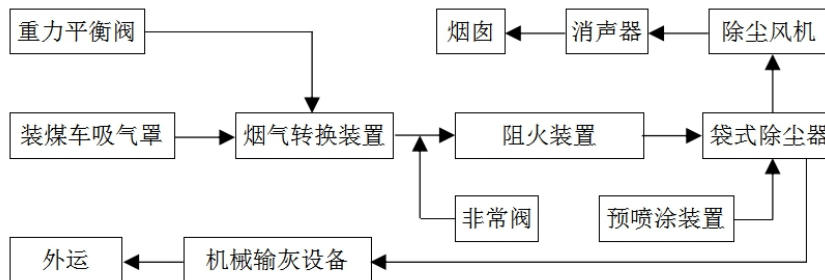 重力平衡阀
烟囱
消声器
除尘风机
装煤车吸气罩
烟气转换装置
阻火装置
袋式除尘器
非常阀
预喷涂装置
外运
机械输灰设备